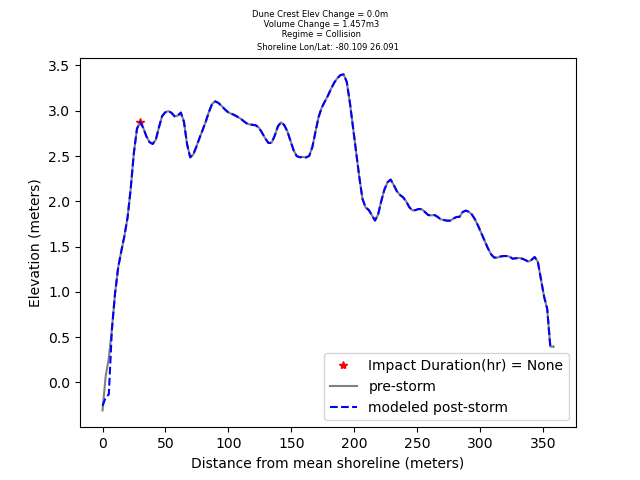 Dune Crest Elev Change = 0.0m
Volume Change = 1.457m3
Regime = Collision
Shoreline Lon/Lat: -80.109 26.091
3.5
3.0
2.5
2.0
1.5
1.0
0.5
0.0
Elevation (meters)
Impact Duration(hr) = None
pre-storm
modeled post-storm
0 50 100 150 200 250 300 350
Distance from mean shoreline (meters)